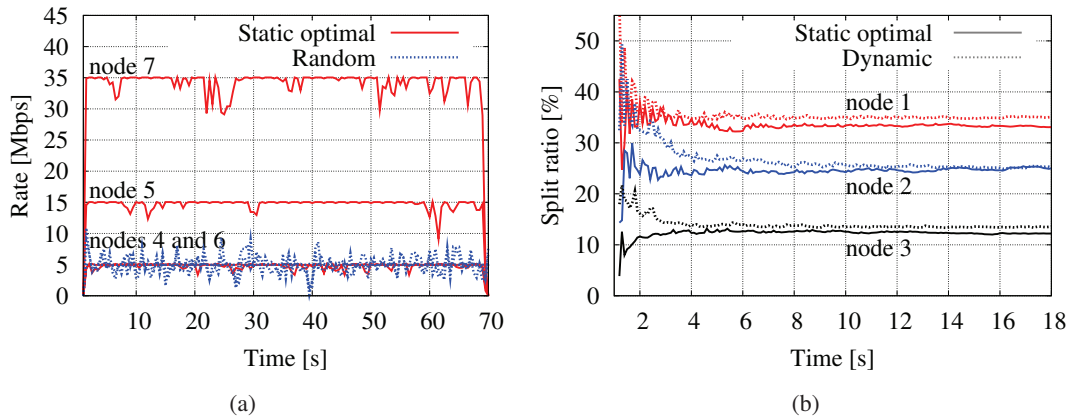 45
40
35
30
25
20
15
10
5
0
Rate [Mbps]
Static optimal
Random
node 7
node 5
nodes 4 and 6
10 20 30 40 50 60 70
Time [s]
(a)
50
40
30
20
10
0
Split ratio [%]
Static optimal
Dynamic
node 1
node 2
node 3
2 4 6 8 10 12 14 16 18
Time [s]
(b)